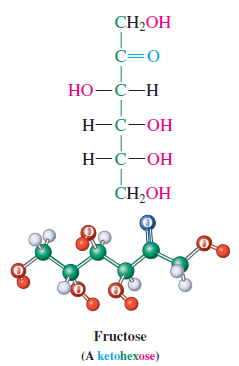 CH₂OH
C=O
HO—C—H
H—C—OH
H—C—OH
CH₂OH
Fructose
(A ketohexose)